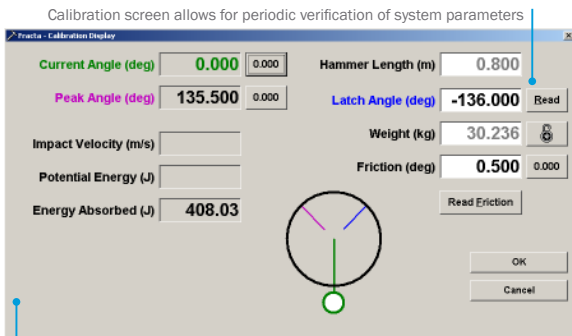 Calibration screen allows for periodic verification of system parameters
Fracta - Calibration Display
Current Angle (deg) 0.000 0.000 Hammer Length (m) 0.800
Peak Angle (deg) 135.500 0.000 Latch Angle (deg) -136.000 Read
Impact Velocity (m/s) Weight (kg) 30.236
Potential Energy (J) Friction (deg) 0.500 0.000
Energy Absorbed (J) 408.03 Read Friction
OK
Cancel